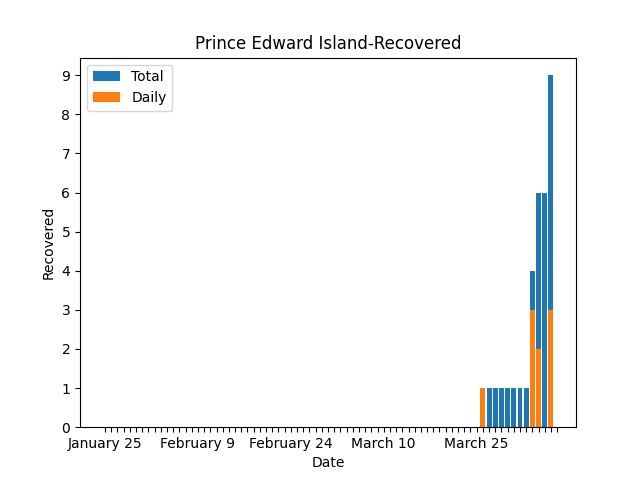 Prince Edward Island-Recovered
Total
Daily
9
8
7
6
5
4
3
2
1
0
Recovered
January 25
February 9
February 24
March 10
March 25
Date